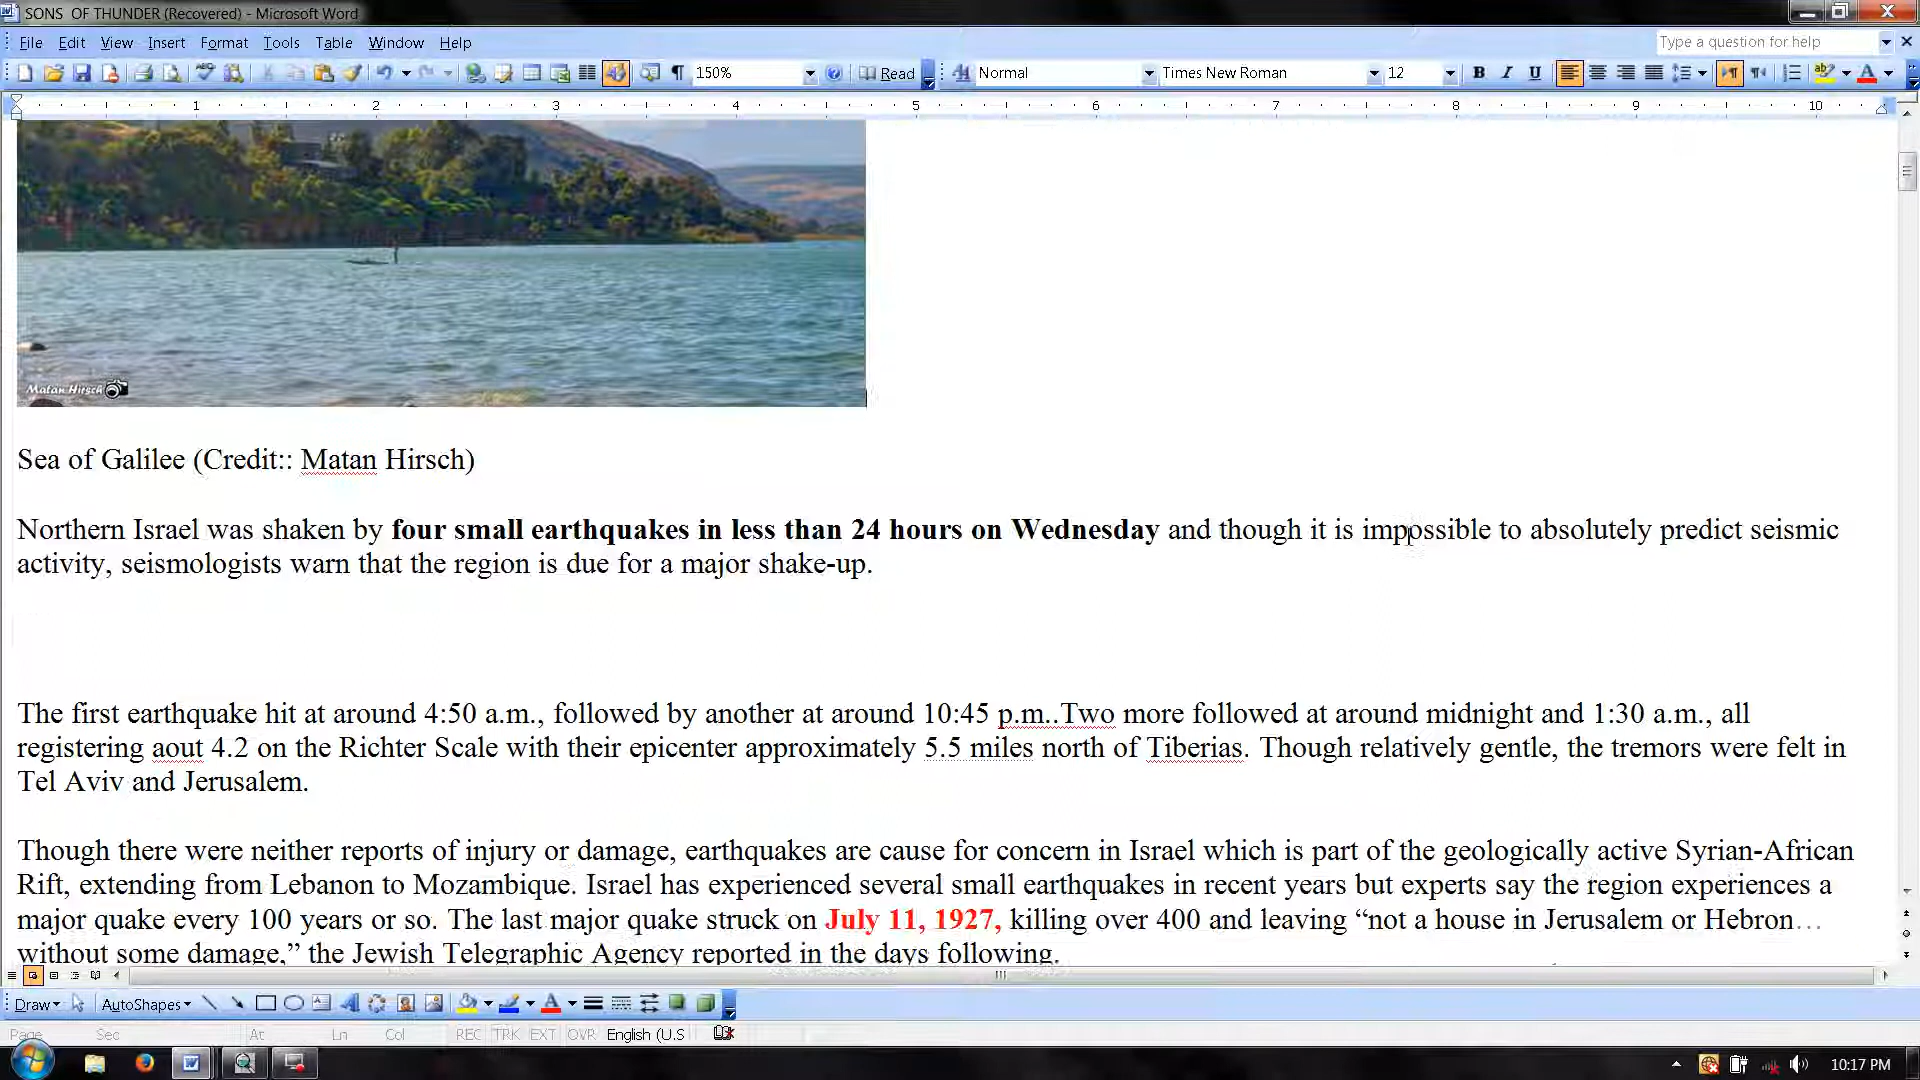 SONS OF THUNDER (Recovered) - Microsoft Word
File Edit View Insert Format Tools Table Window Help
Type a question for help
150% Read Normal Times New Roman 12 B I U
1 2 3 4 5 6 7 8 9 10
Matan Hirsch
Sea of Galilee (Credit:: Matan Hirsch)
Northern Israel was shaken by four small earthquakes in less than 24 hours on Wednesday and though it is impossible to absolutely predict seismic
activity, seismologists warn that the region is due for a major shake-up.
The first earthquake hit at around 4:50 a.m., followed by another at around 10:45 p.m..Two more followed at around midnight and 1:30 a.m., all
registering aout 4.2 on the Richter Scale with their epicenter approximately 5.5 miles north of Tiberias. Though relatively gentle, the tremors were felt in
Tel Aviv and Jerusalem.
Though there were neither reports of injury or damage, earthquakes are cause for concern in Israel which is part of the geologically active Syrian-African
Rift, extending from Lebanon to Mozambique. Israel has experienced several small earthquakes in recent years but experts say the region experiences a
major quake every 100 years or so. The last major quake struck on July 11, 1927, killing over 400 and leaving “not a house in Jerusalem or Hebron…
without some damage,” the Jewish Telegraphic Agency reported in the days following.
Draw AutoShapes
Page Sec At Ln Col REC TRK EXT OVR English (U.S
10:17 PM